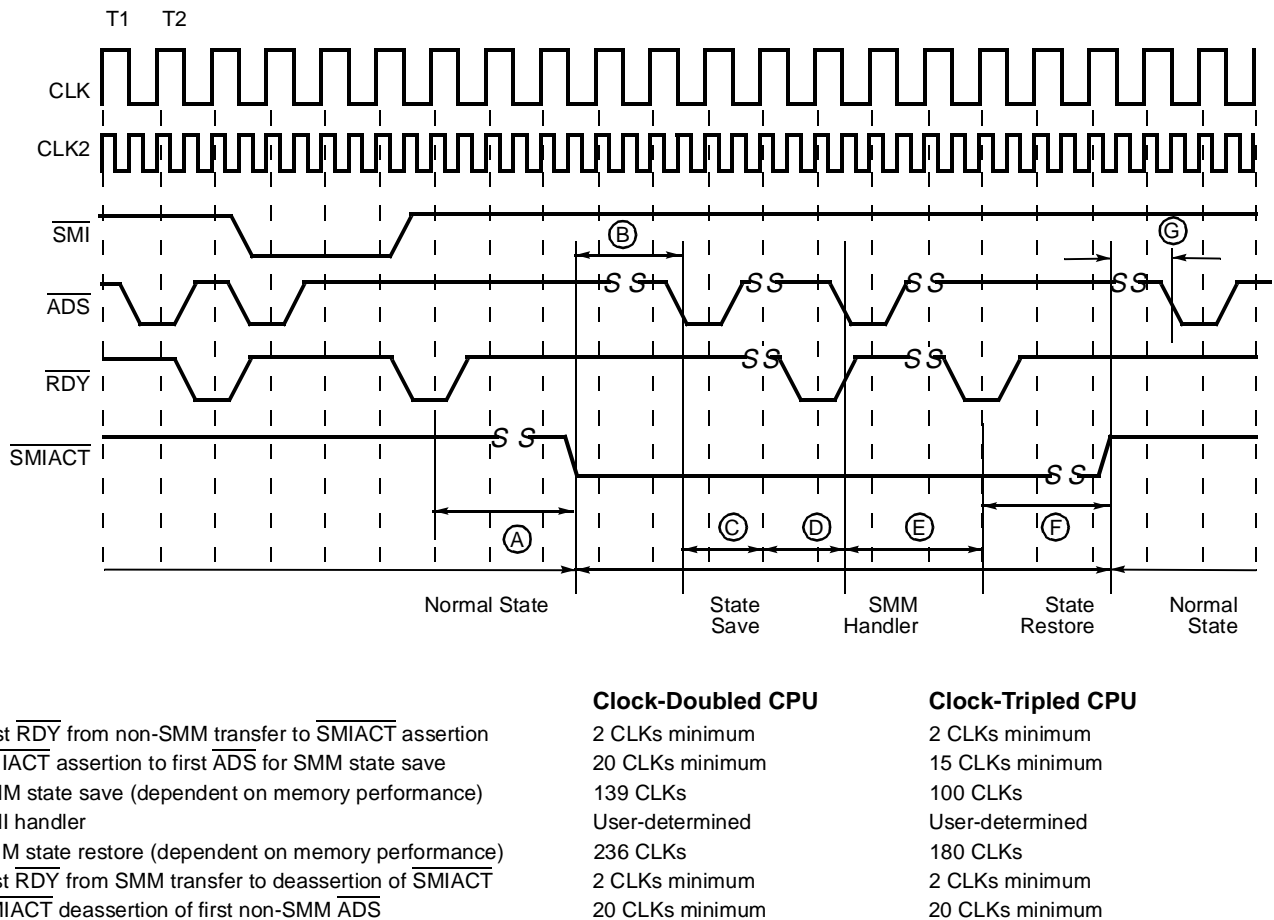 T1 T2
CLK
CLK2
SMI
B
G
ADS
RDY
SMIACT
A
C
D
E
F
Normal State
State
Save
SMM
Handler
State
Restore
Normal
State
Clock-Doubled CPU Clock-Tripled CPU
st RDY from non-SMM transfer to SMIACT assertion 2 CLKs minimum 2 CLKs minimum
IACT assertion to first ADS for SMM state save 20 CLKs minimum 15 CLKs minimum
M state save (dependent on memory performance) 139 CLKs 100 CLKs
I handler User-determined User-determined
M state restore (dependent on memory performance) 236 CLKs 180 CLKs
st RDY from SMM transfer to deassertion of SMIACT 2 CLKs minimum 2 CLKs minimum
MIACT deassertion of first non-SMM ADS 20 CLKs minimum 20 CLKs minimum